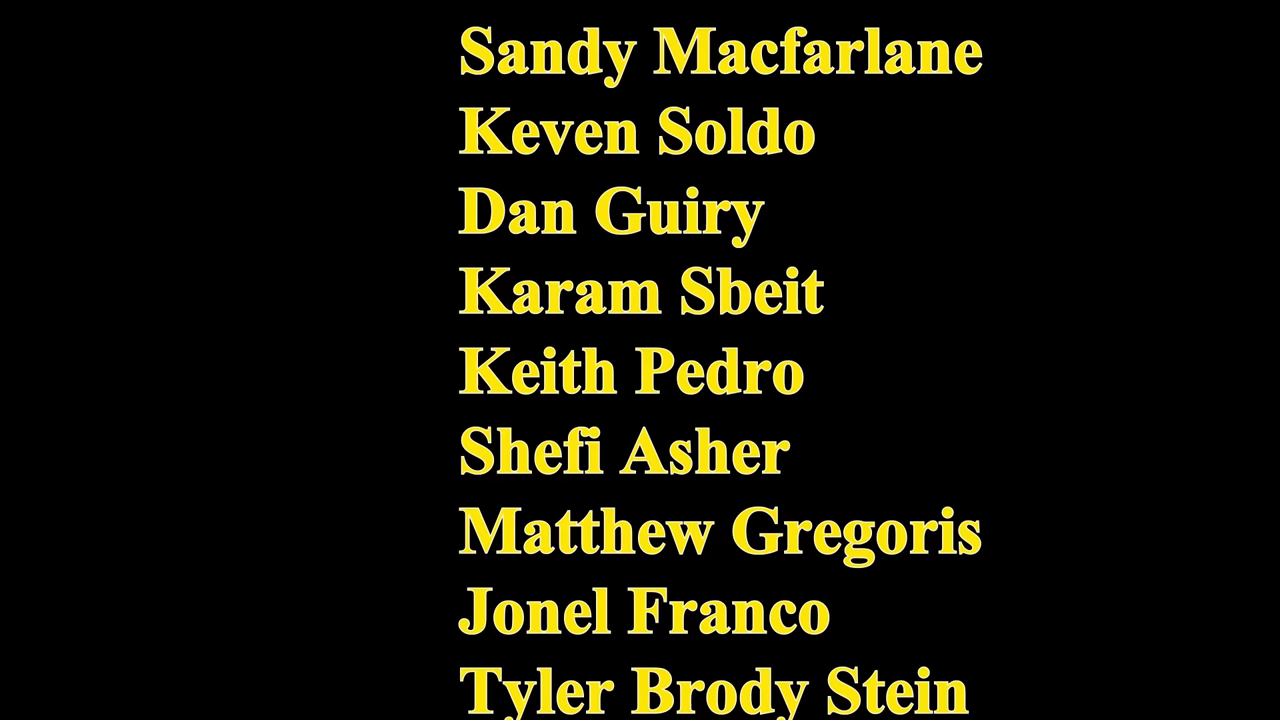 Sandy Macfarlane
Keven Soldo
Dan Guiry
Karam Sbeit
Keith Pedro
Shefi Asher
Matthew Gregoris
Jonel Franco
Tyler Brody Stein